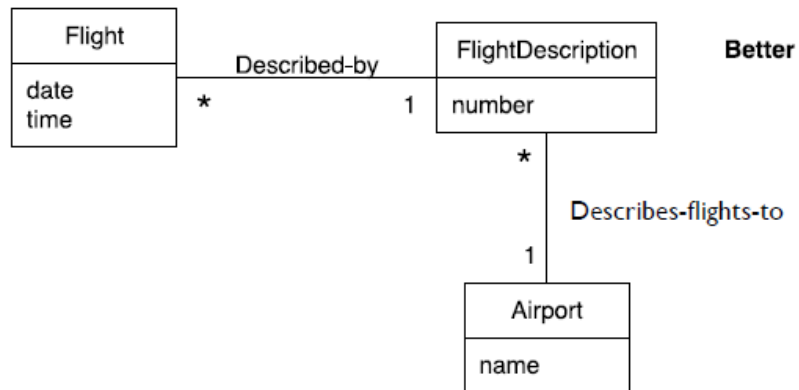 Flight
date
time
Described-by
*
1
FlightDescription
number
Better
*
Describes-flights-to
1
Airport
name